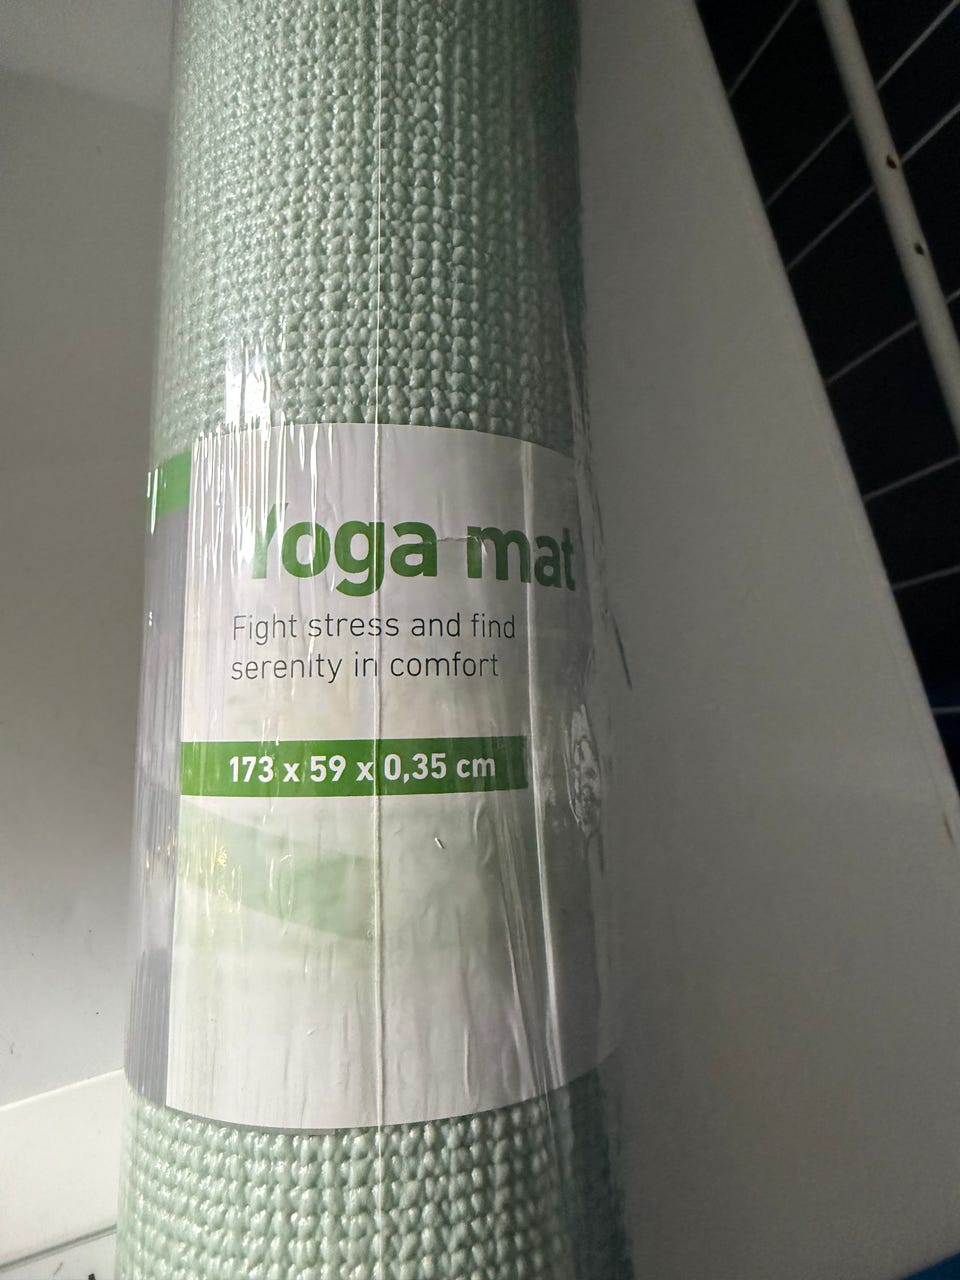 Yoga mat
Fight stress and find
serenity in comfort
173 x 59 x 0,35 cm